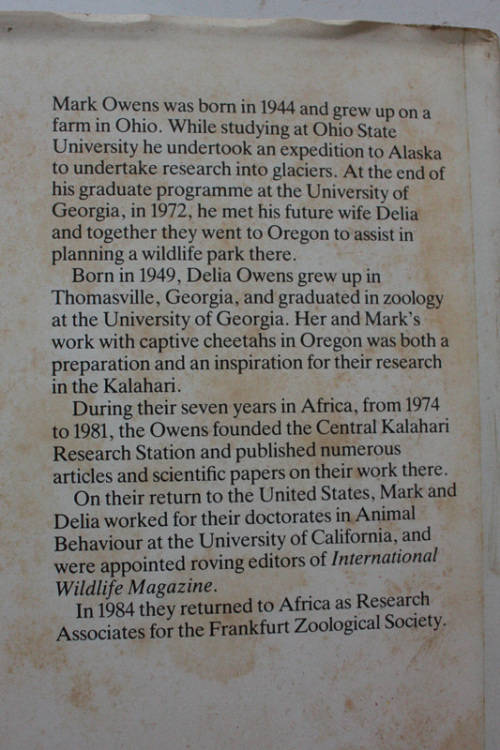 Mark Owens was born in 1944 and grew up on a
farm in Ohio. While studying at Ohio State
University he undertook an expedition to Alaska
to undertake research into glaciers. At the end of
his graduate programme at the University of
Georgia, in 1972, he met his future wife Delia
and together they went to Oregon to assist in
planning a wildlife park there.
Born in 1949, Delia Owens grew up in
Thomasville, Georgia, and graduated in zoology
at the University of Georgia. Her and Mark's
work with captive cheetahs in Oregon was both a
preparation and an inspiration for their research
in the Kalahari.
During their seven years in Africa, from 1974
to 1981, the Owens founded the Central Kalahari
Research Station and published numerous
articles and scientific papers on their work there.
On their return to the United States, Mark and
Delia worked for their doctorates in Animal
Behaviour at the University of California, and
were appointed roving editors of International
Wildlife Magazine.
In 1984 they returned to Africa as Research
Associates for the Frankfurt Zoological Society.